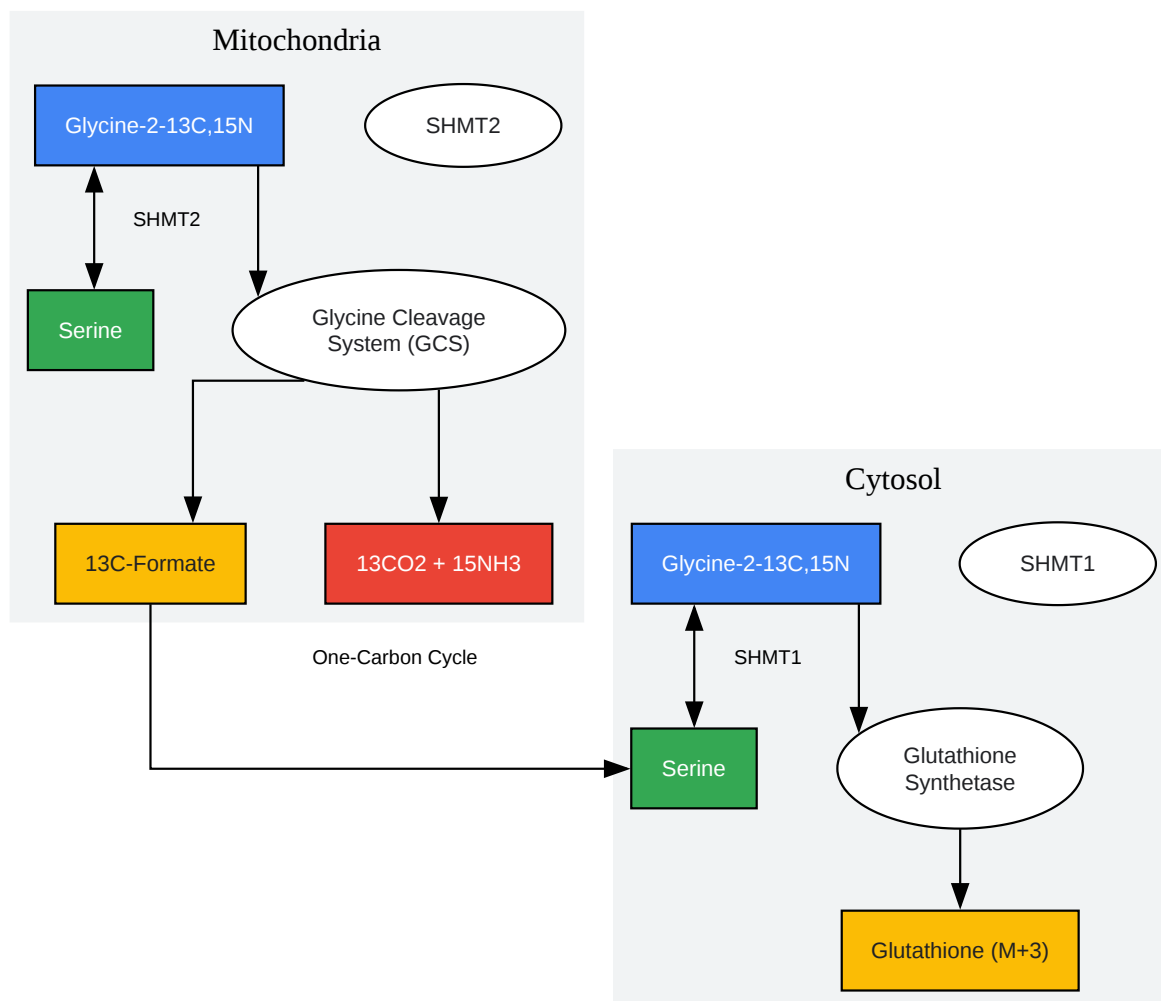 Mitochondria
Glycine-2-13C,15N
SHMT2
SHMT2
Serine
Glycine Cleavage
System (GCS)
13C-Formate
13CO2 + 15NH3
One-Carbon Cycle
Cytosol
Glycine-2-13C,15N
SHMT1
SHMT1
Serine
Glutathione
Synthetase
Glutathione (M+3)